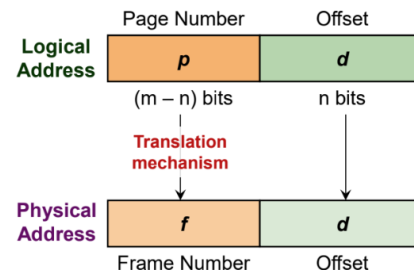 Page Number Offset
Logical
Address
p d
(m – n) bits n bits
Translation
mechanism
Physical
Address
f d
Frame Number Offset